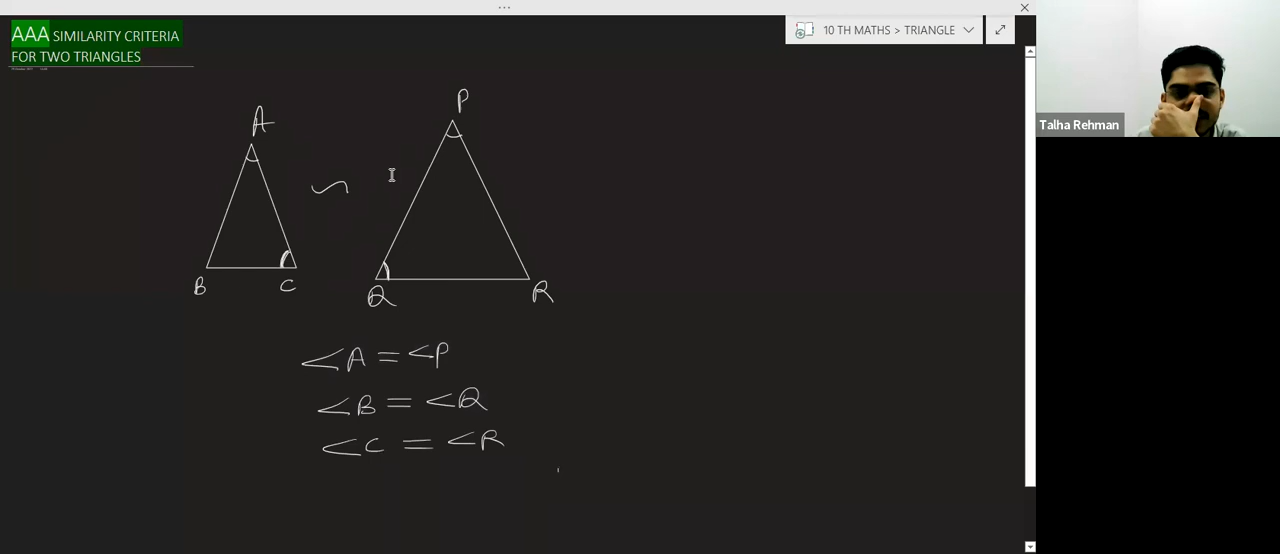 10 TH MATHS > TRIANGLE
AAA SIMILARITY CRITERIA
FOR TWO TRIANGLES
A
P
∽
B
C
Q
R
<A = <P
<B = <Q
<C = <R
Talha Rehman